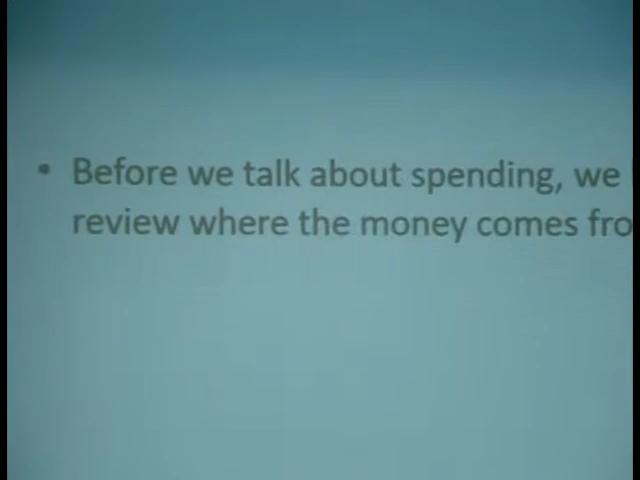 • Before we talk about spending, we
review where the money comes fro